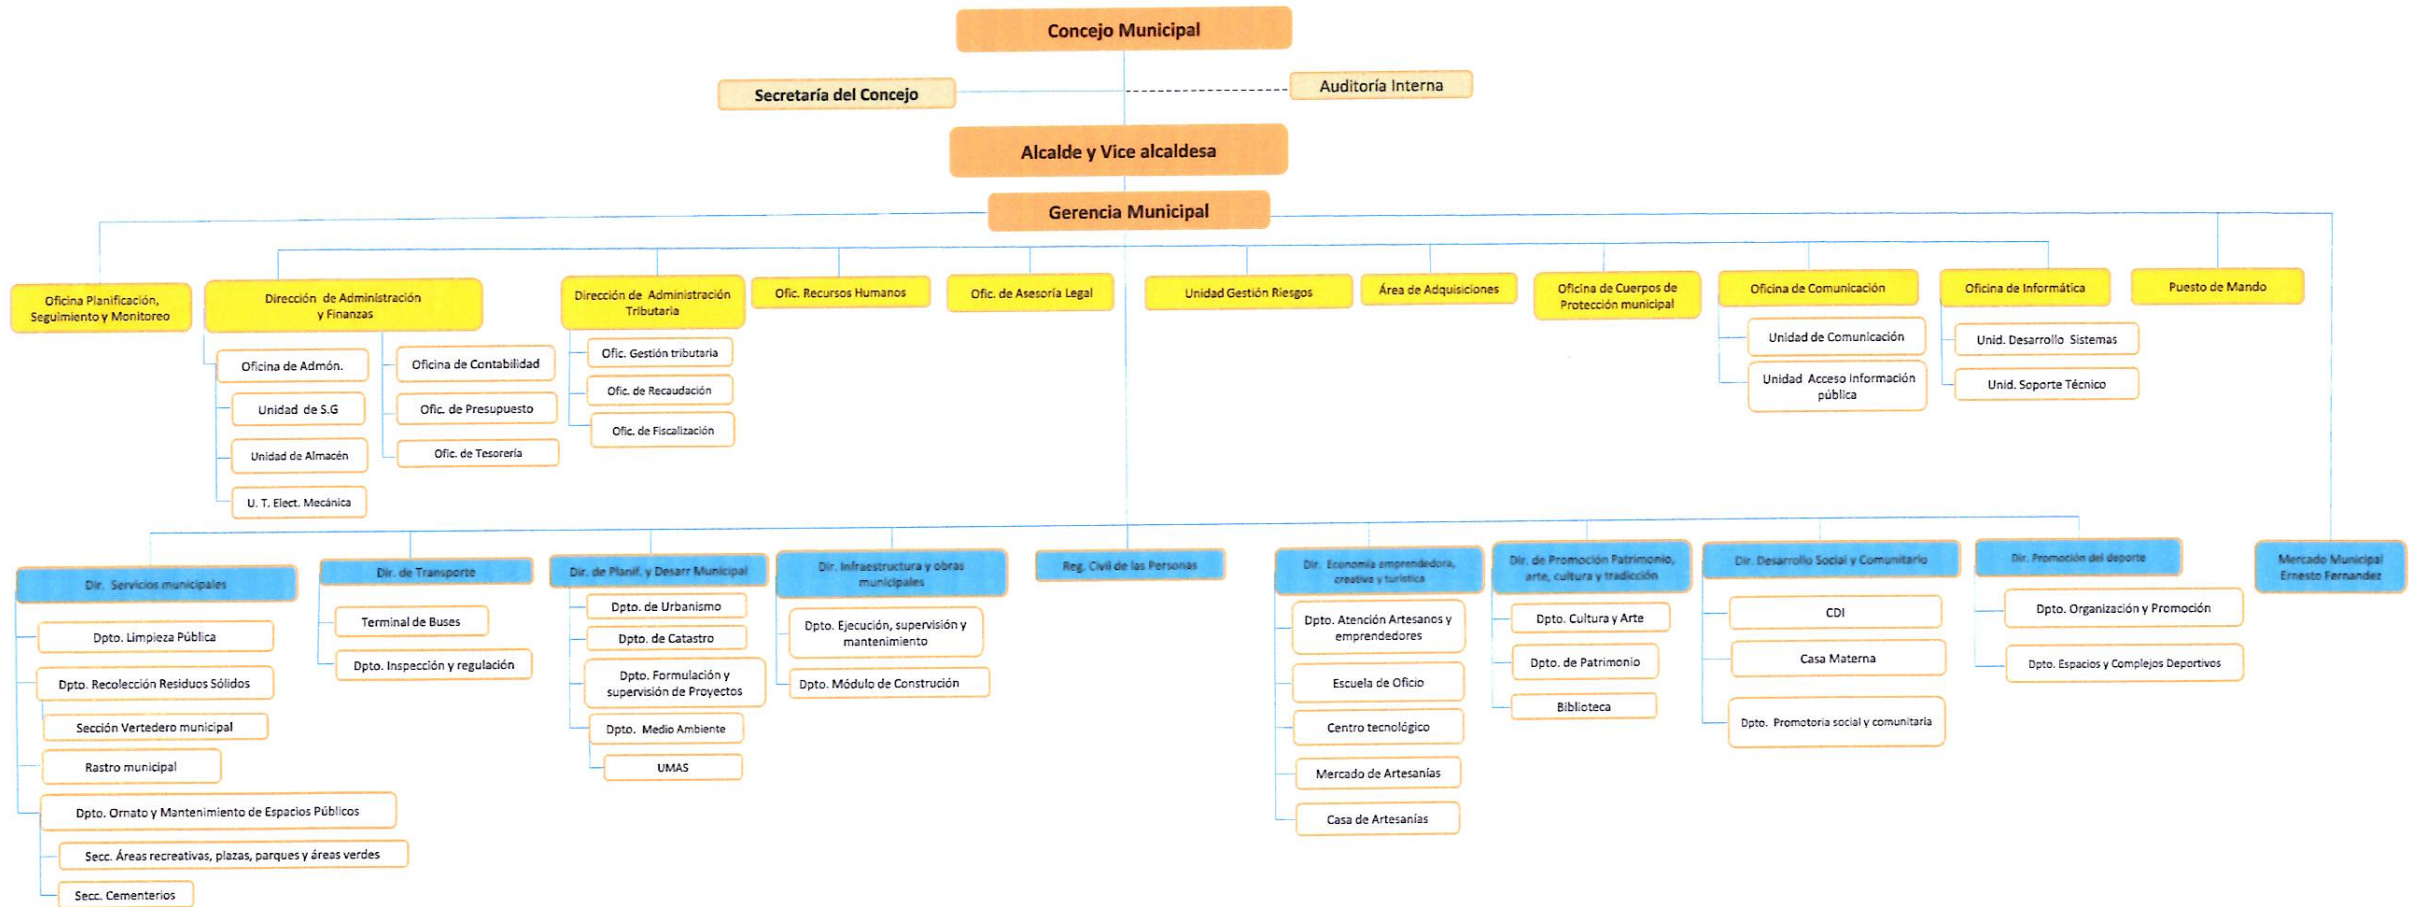 Concejo Municipal
Secretaría del Concejo
Auditoría Interna
Alcalde y Vice alcaldesa
Gerencia Municipal
Oficina Planificación,
Seguimiento y Monitoreo
Dirección de Administración
y Finanzas
Dirección de Administración
Tributaria
Ofic. Recursos Humanos
Ofic. de Asesoría Legal
Unidad Gestión Riesgos
Área de Adquisiciones
Oficina de Cuerpos de
Protección municipal
Oficina de Comunicación
Oficina de Informática
Puesto de Mando
Oficina de Admón.
Unidad de S.G
Unidad de Almacén
U. T. Elect. Mecánica
Oficina de Contabilidad
Ofic. de Presupuesto
Ofic. de Tesorería
Ofic. Gestión tributaria
Ofic. de Recaudación
Ofic. de Fiscalización
Unidad de Comunicación
Unidad Acceso Información
pública
Unid. Desarrollo Sistemas
Unid. Soporte Técnico
Dir. Servicios municipales
Dpto. Limpieza Pública
Dpto. Recolección Residuos Sólidos
Sección Vertedero municipal
Rastro municipal
Dpto. Ornato y Mantenimiento de Espacios Públicos
Secc. Áreas recreativas, plazas, parques y áreas verdes
Secc. Cementerios
Dir. de Transporte
Terminal de Buses
Dpto. Inspección y regulación
Dir. de Planif. y Desarr Municipal
Dpto. de Urbanismo
Dpto. de Catastro
Dpto. Formulación y
supervisión de Proyectos
Dpto. Medio Ambiente
UMAS
Dir. Infraestructura y obras
municipales
Dpto. Ejecución, supervisión y
mantenimiento
Dpto. Módulo de Construción
Reg. Civil de las Personas
Dir. Economía emprendedora,
creativa y turística
Dpto. Atención Artesanos y
emprendedores
Escuela de Oficio
Centro tecnológico
Mercado de Artesanías
Casa de Artesanías
Dir. de Promoción Patrimonio,
arte, cultura y tradicción
Dpto. Cultura y Arte
Dpto. de Patrimonio
Biblioteca
Dir. Desarrollo Social y Comunitario
CDI
Casa Materna
Dpto. Promotoria social y comunitaria
Dir. Promoción del deporte
Dpto. Organización y Promoción
Dpto. Espacios y Complejos Deportivos
Mercado Municipal
Ernesto Fernandez